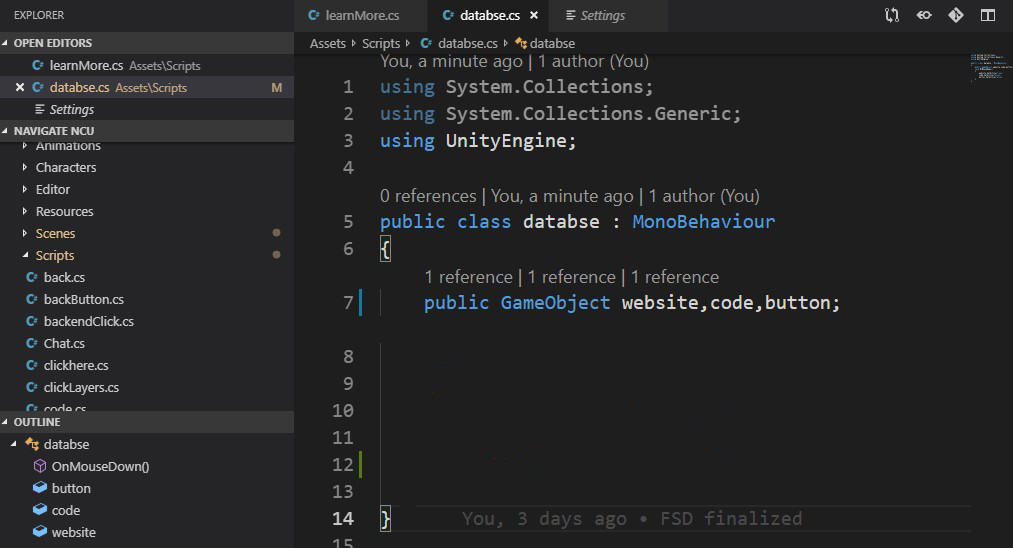 EXPLORER
OPEN EDITORS
learnMore.cs Assets\Scripts
databse.cs Assets\Scripts M
Settings
NAVIGATE NCU
Animations
Characters
Editor
Resources
Scenes
Scripts
back.cs
backButton.cs
backendClick.cs
Chat.cs
clickhere.cs
clickLayers.cs
code.cs
OUTLINE
databse
OnMouseDown()
button
code
website
learnMore.cs databse.cs Settings
Assets Scripts databse.cs databse
You, a minute ago | 1 author (You)
1 using System.Collections;
2 using System.Collections.Generic;
3 using UnityEngine;
4
0 references | You, a minute ago | 1 author (You)
5 public class databse : MonoBehaviour
6 {
1 reference | 1 reference | 1 reference
7 public GameObject website,code,button;
8
9
10
11
12
13
14 } You, 3 days ago • FSD finalized
15